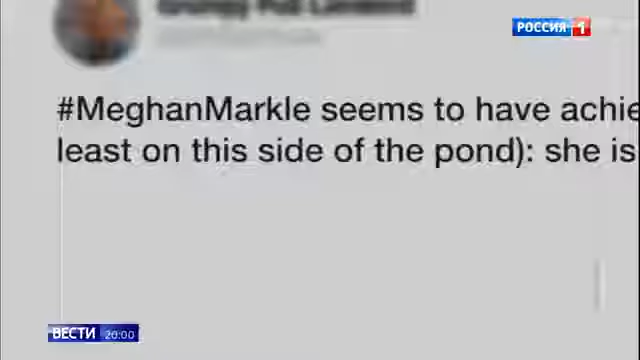 РОССИЯ 1
#MeghanMarkle seems to have achie
least on this side of the pond): she is
ВЕСТИ 20:00